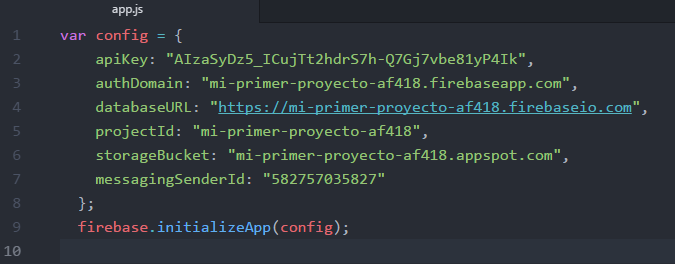 app.js
1 var config = {
2 apiKey: "AIzaSyDz5_ICujTt2hdrS7h-Q7Gj7vbe81yP4Ik",
3 authDomain: "mi-primer-proyecto-af418.firebaseapp.com",
4 databaseURL: "https://mi-primer-proyecto-af418.firebaseio.com",
5 projectId: "mi-primer-proyecto-af418",
6 storageBucket: "mi-primer-proyecto-af418.appspot.com",
7 messagingSenderId: "582757035827"
8 };
9 firebase.initializeApp(config);
10